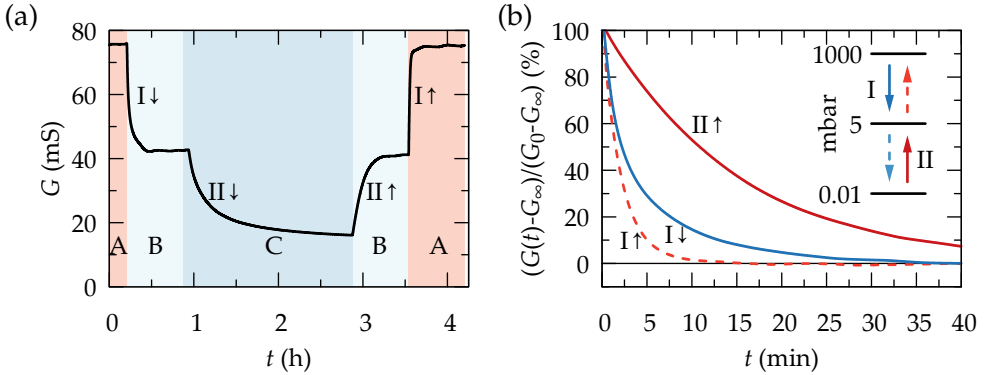 (a)
G (mS)
80
60
40
20
0
I↓
I↑
II↓
II↑
A
B
C
B
A
0
1
2
3
4
t (h)
(b)
(G(t)-G∞)/(G0-G∞) (%)
100
80
60
40
20
0
II↑
I↑
I↓
mbar
1000
5
0.01
I
II
0
5
10
15
20
25
30
35
40
t (min)